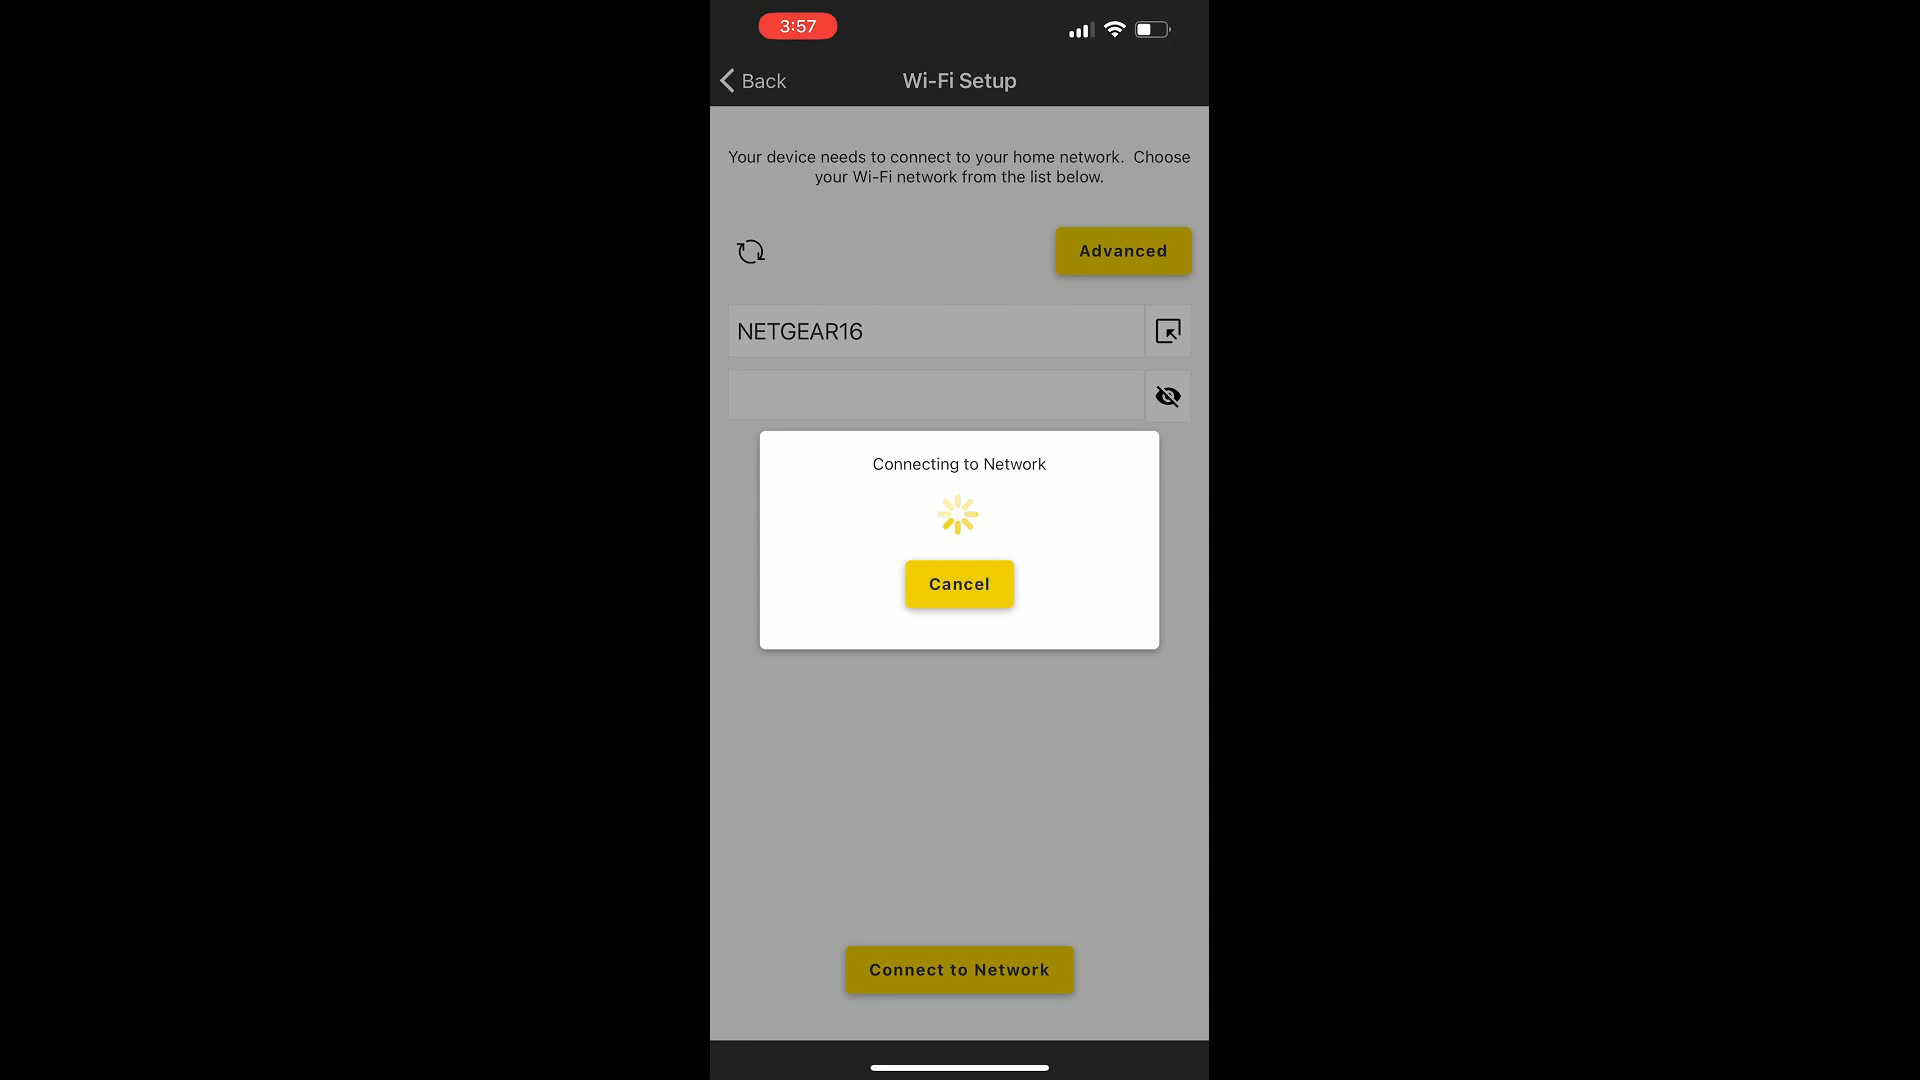 3:57
Back
Wi-Fi Setup
Your device needs to connect to your home network.  Choose
your Wi-Fi network from the list below.
Advanced
NETGEAR16
Connecting to Network
Cancel
Connect to Network